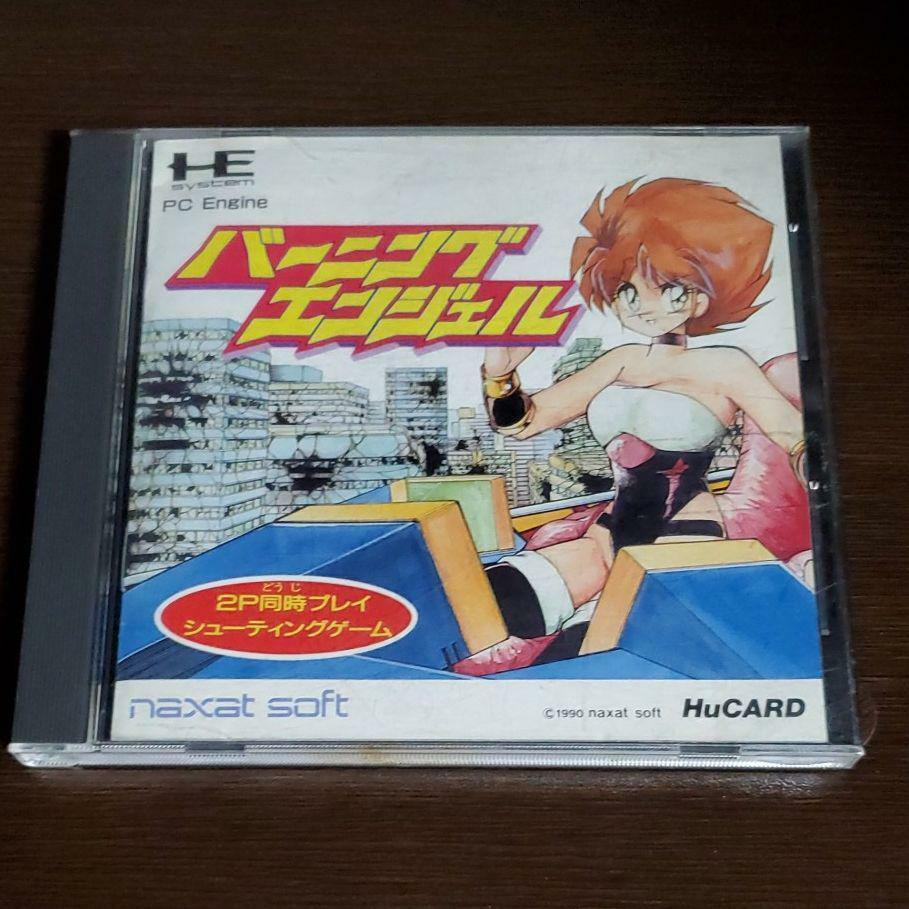 HE
system
PC Engine
バーニング
エンジェル
どうじ
2P同時プレイ
シューティングゲーム
naxat soft
©1990 naxat soft
HuCARD